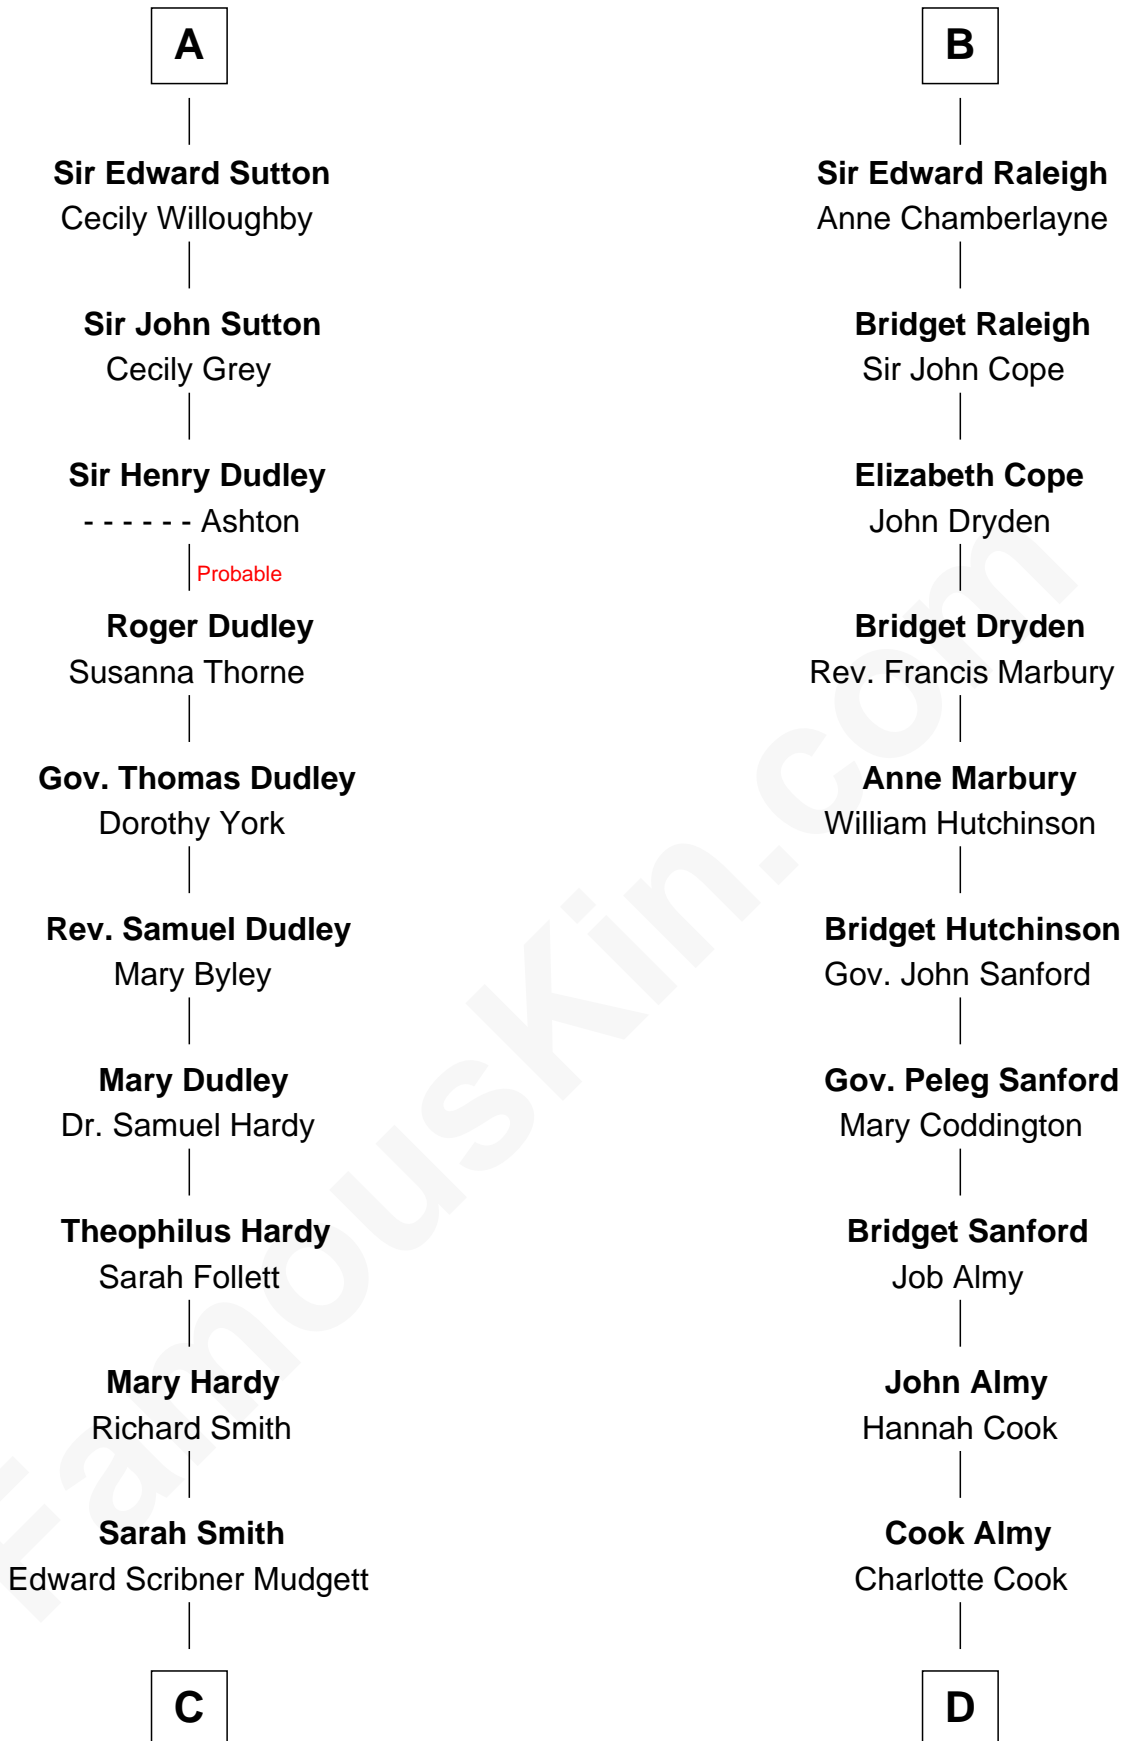 A
Sir Edward Sutton
Cecily Willoughby
Sir John Sutton
Cecily Grey
Sir Henry Dudley
- - - - - - Ashton
Probable
Roger Dudley
Susanna Thorne
Gov. Thomas Dudley
Dorothy York
Rev. Samuel Dudley
Mary Byley
Mary Dudley
Dr. Samuel Hardy
Theophilus Hardy
Sarah Follett
Mary Hardy
Richard Smith
Sarah Smith
Edward Scribner Mudgett
C
B
Sir Edward Raleigh
Anne Chamberlayne
Bridget Raleigh
Sir John Cope
Elizabeth Cope
John Dryden
Bridget Dryden
Rev. Francis Marbury
Anne Marbury
William Hutchinson
Bridget Hutchinson
Gov. John Sanford
Gov. Peleg Sanford
Mary Coddington
Bridget Sanford
Job Almy
John Almy
Hannah Cook
Cook Almy
Charlotte Cook
D
FamousKin.com